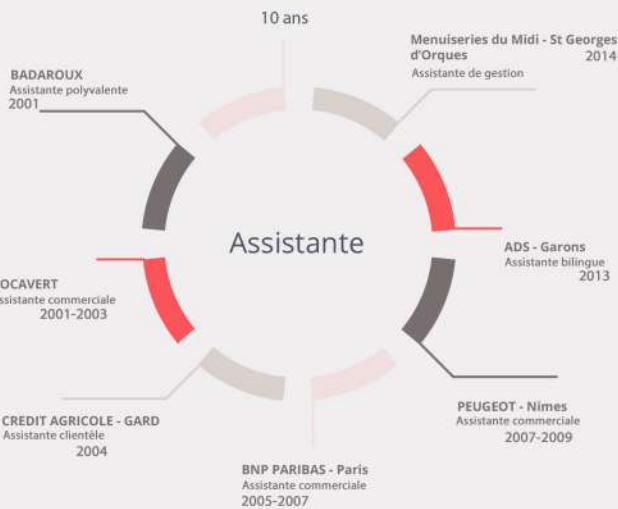 10 ans
Menuiseries du Midi - St Georges
d'Orques
2014
Assistante de gestion
BADAROUX
Assistante polyvalente
2001
Assistante
ADS - Garons
Assistante bilingue
2013
OCAVERT
ssistante commerciale
2001-2003
PEUGEOT - Nimes
Assistante commerciale
2007-2009
CREDIT AGRICOLE - GARD
Assistante clientèle
2004
BNP PARIBAS - Paris
Assistante commerciale
2005-2007